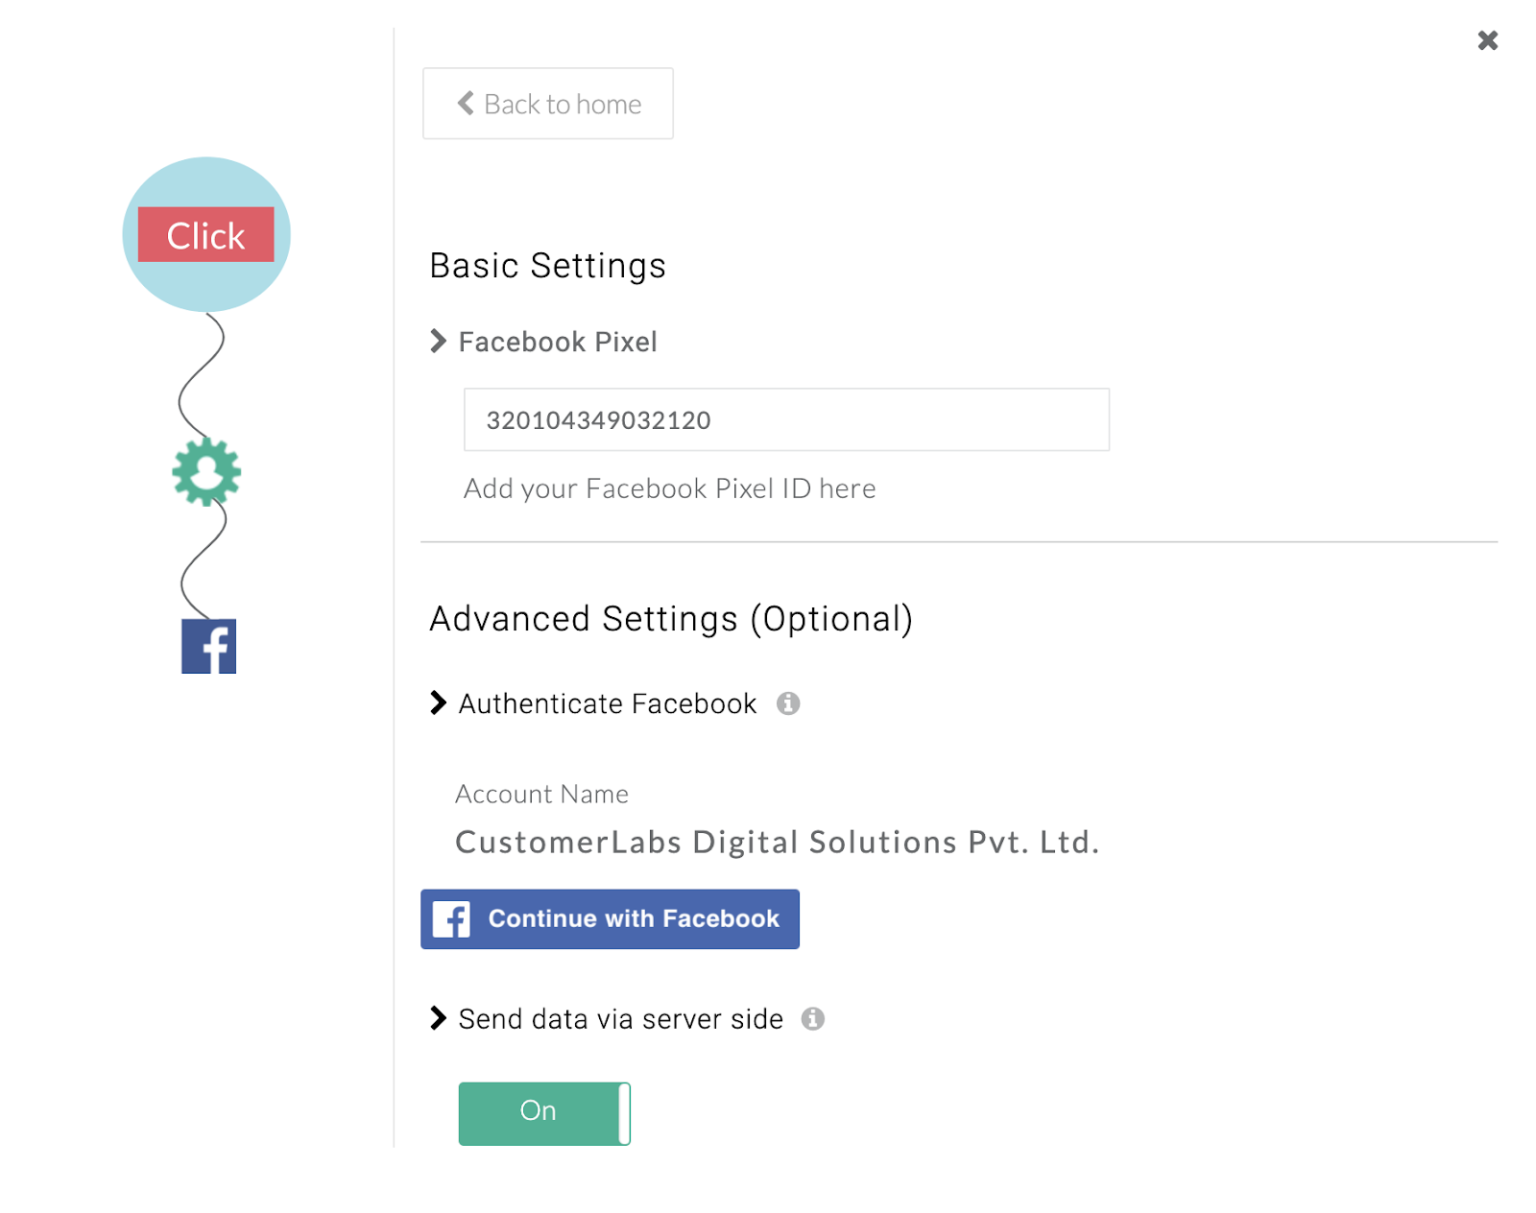 Back to home
Click
Basic Settings
Facebook Pixel
320104349032120
Add your Facebook Pixel ID here
Advanced Settings (Optional)
Authenticate Facebook
Account Name
CustomerLabs Digital Solutions Pvt. Ltd.
Continue with Facebook
Send data via server side
On